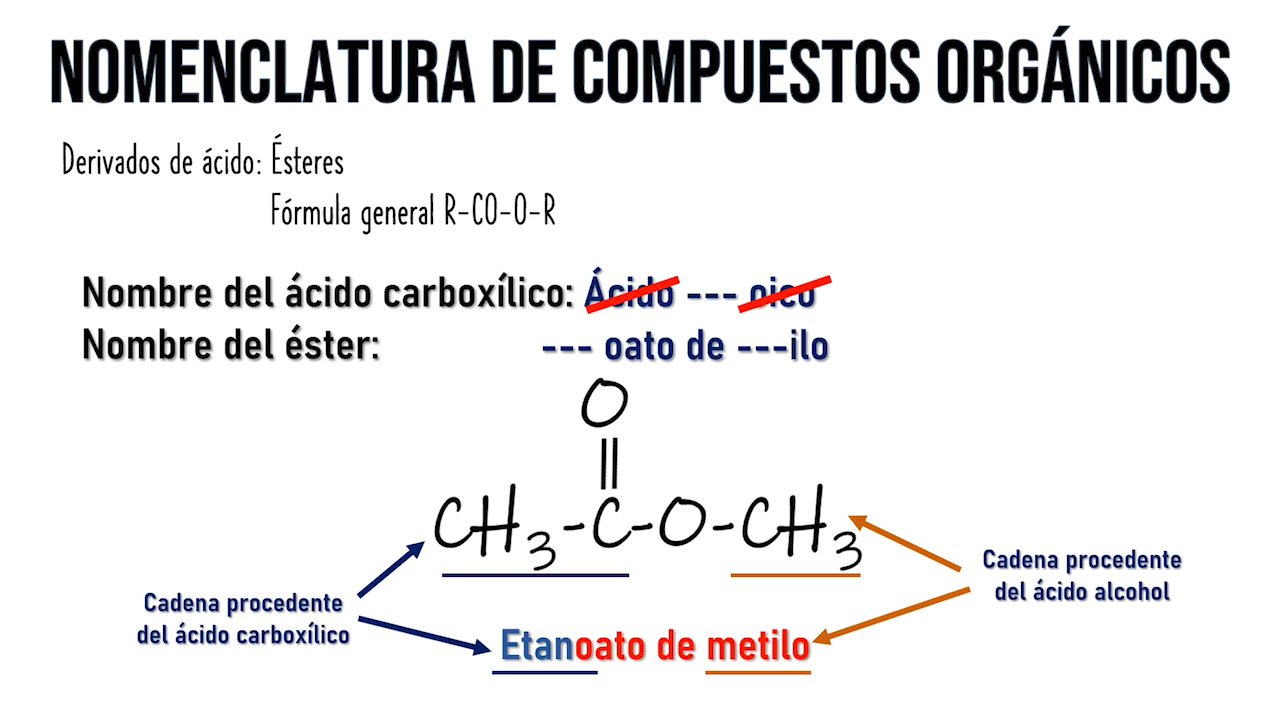 NOMENCLATURA DE COMPUESTOS ORGÁNICOS
Derivados de ácido: Ésteres
Fórmula general R-CO-O-R
Nombre del ácido carboxílico: Ácido --- oico
Nombre del éster: --- oato de ---ilo
O
||
CH3-C-O-CH3
Cadena procedente
del ácido alcohol
Cadena procedente
del ácido carboxílico
Etanoato de metilo